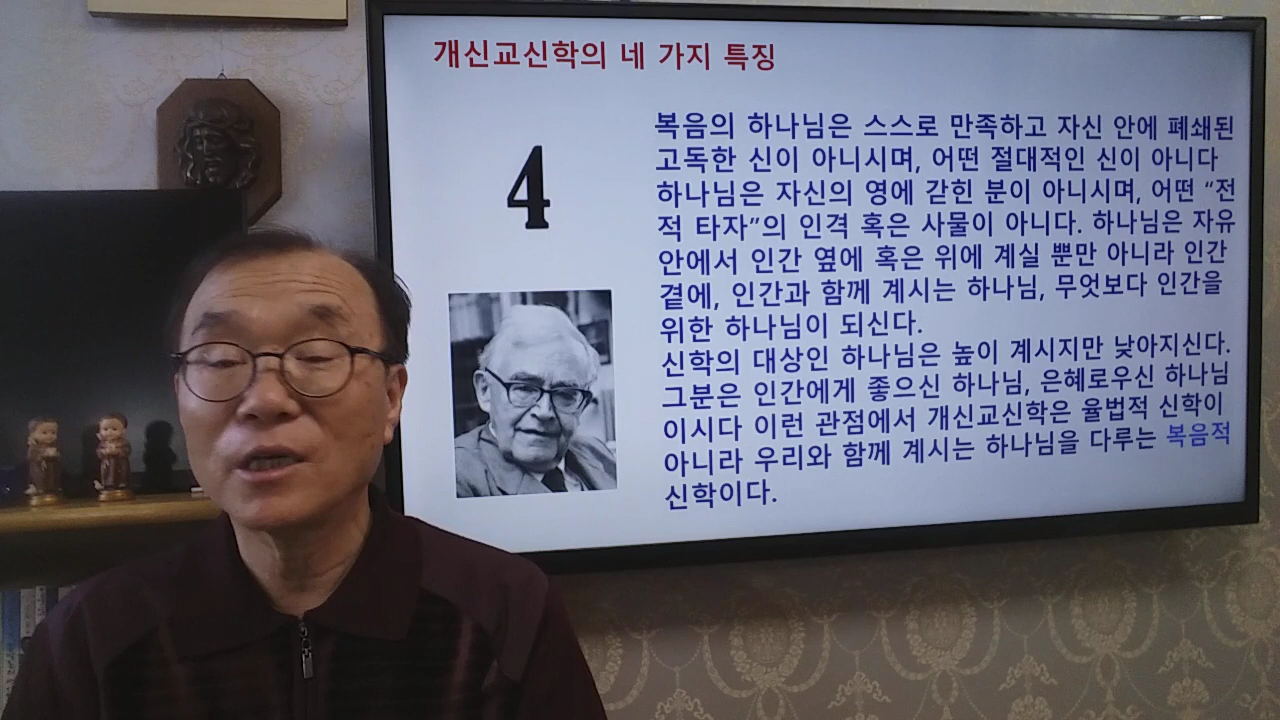 개신교신학의 네 가지 특징
4
복음의 하나님은 스스로 만족하고 자신 안에 폐쇄된
고독한 신이 아니시며, 어떤 절대적인 신이 아니다
하나님은 자신의 영에 갇힌 분이 아니시며, 어떤 “전
적 타자”의 인격 혹은 사물이 아니다. 하나님은 자유
안에서 인간 옆에 혹은 위에 계실 뿐만 아니라 인간
곁에, 인간과 함께 계시는 하나님, 무엇보다 인간을
위한 하나님이 되신다.
신학의 대상인 하나님은 높이 계시지만 낮아지신다.
그분은 인간에게 좋으신 하나님, 은혜로우신 하나님
이시다 이런 관점에서 개신교신학은 율법적 신학이
아니라 우리와 함께 계시는 하나님을 다루는 복음적
신학이다.